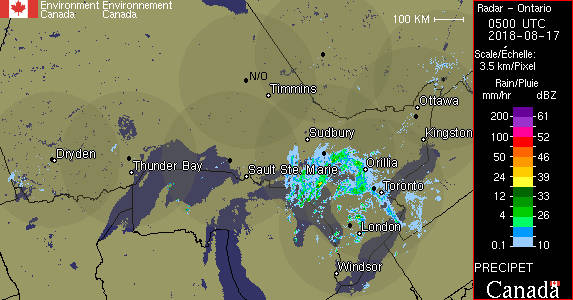 Environment Environnement
Canada Canada
100 KM
N/O
Timmins
Ottawa
Sudbury
Kingston
Dryden
Thunder Bay
Sault Ste. Marie
Orillia
Toronto
London
Windsor
Radar - Ontario
0500 UTC
2018-08-17
Scale/Échelle:
3.5 km/Pixel
Rain/Pluie
mm/hr dBZ
200 61
100 52
50 46
24 39
12 33
4 26
1 16
0.1 10
PRECIPET
Canada